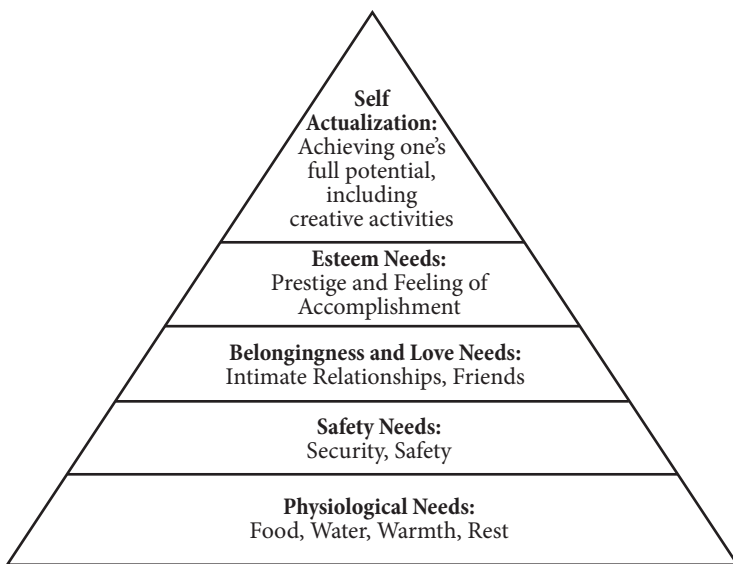 Self
Actualization:
Achieving one's
full potential,
including
creative activities
Esteem Needs:
Prestige and Feeling of
Accomplishment
Belongingness and Love Needs:
Intimate Relationships, Friends
Safety Needs:
Security, Safety
Physiological Needs:
Food, Water, Warmth, Rest